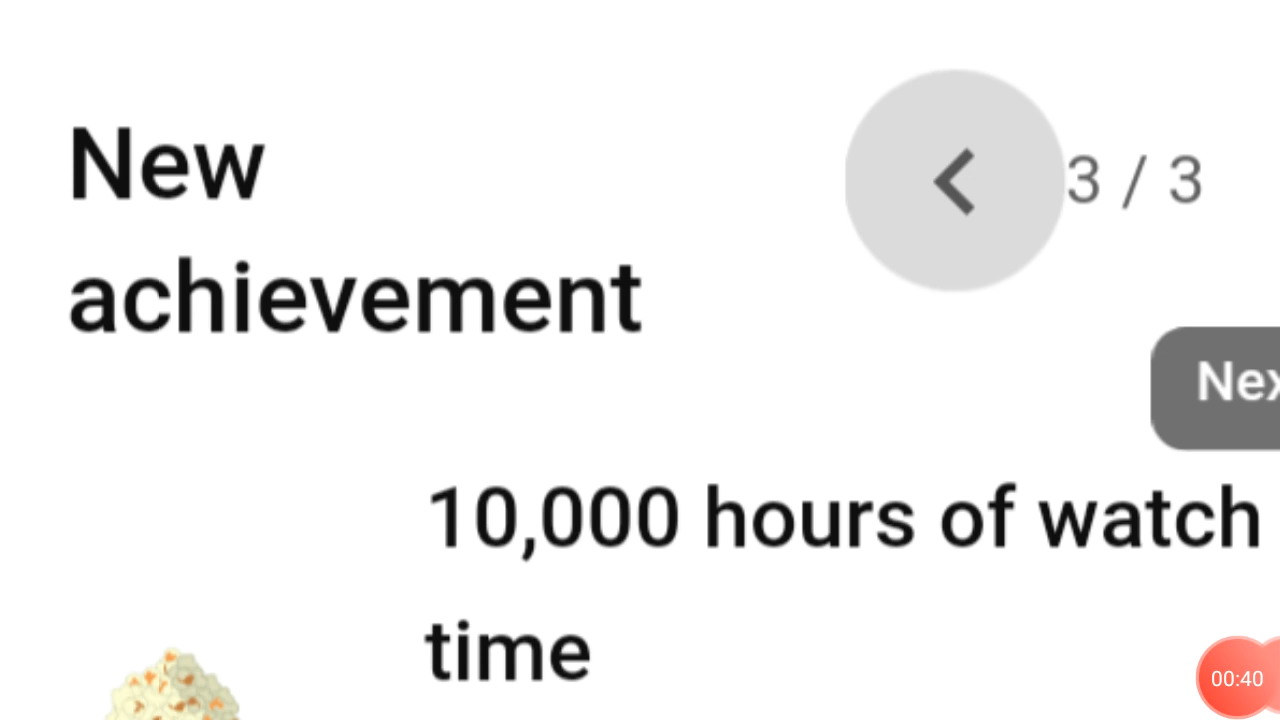 New
achievement
3 / 3
10,000 hours of watch
time
00:40